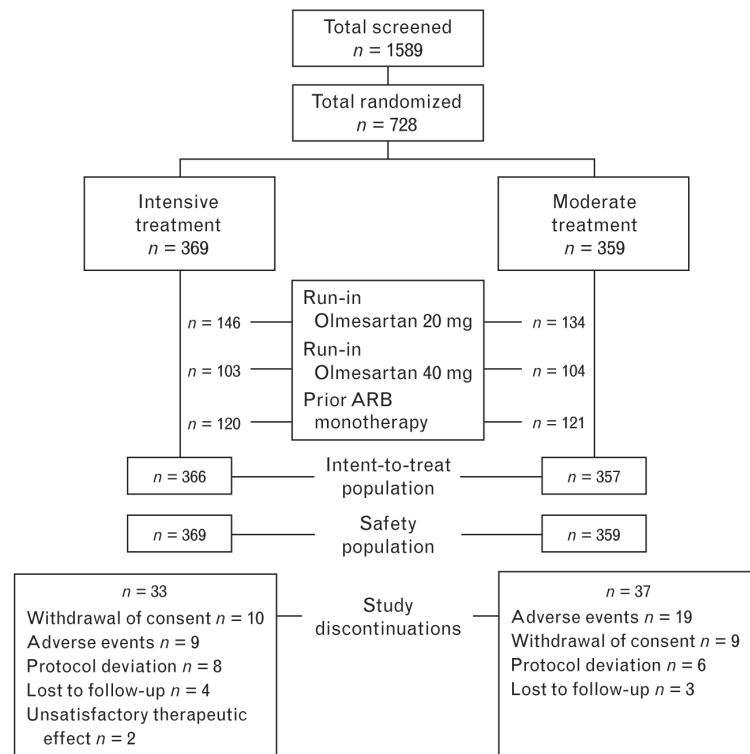 Total screened
n = 1589
Total randomized
n = 728
Intensive
treatment
n = 369
Moderate
treatment
n = 359
Run-in
n = 146
Olmesartan 20 mg
n = 134
Run-in
n = 103
Olmesartan 40 mg
n = 104
Prior ARB
n = 120
monotherapy
n = 121
n = 366
Intent-to-treat
population
n = 357
n = 369
Safety
population
n = 359
n = 33
Withdrawal of consent n = 10
Adverse events n = 9
Protocol deviation n = 8
Lost to follow-up n = 4
Unsatisfactory therapeutic
effect n = 2
Study
discontinuations
n = 37
Adverse events n = 19
Withdrawal of consent n = 9
Protocol deviation n = 6
Lost to follow-up n = 3